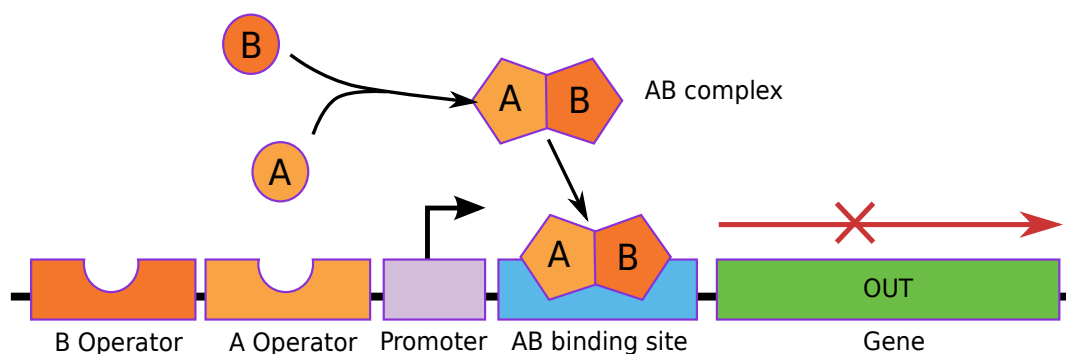 B
A
A B
AB complex
A B
OUT
B Operator
A Operator
Promoter
AB binding site
Gene